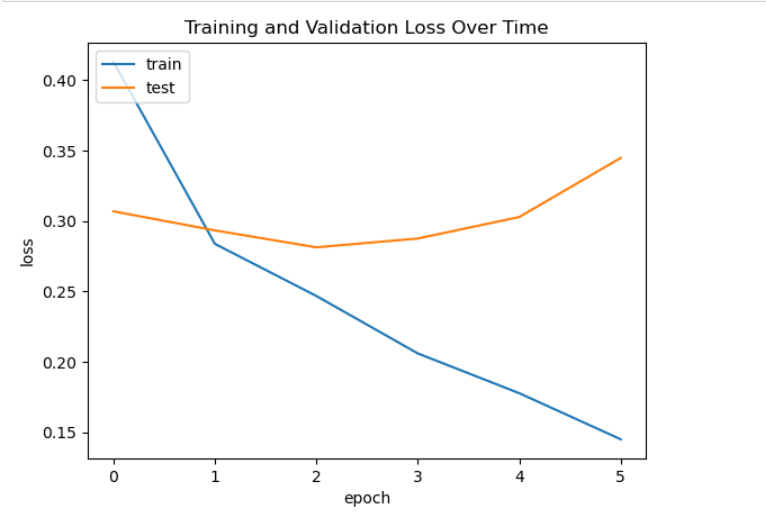 Training and Validation Loss Over Time
train
test
0.40
0.35
0.30
0.25
0.20
0.15
loss
0 1 2 3 4 5
epoch